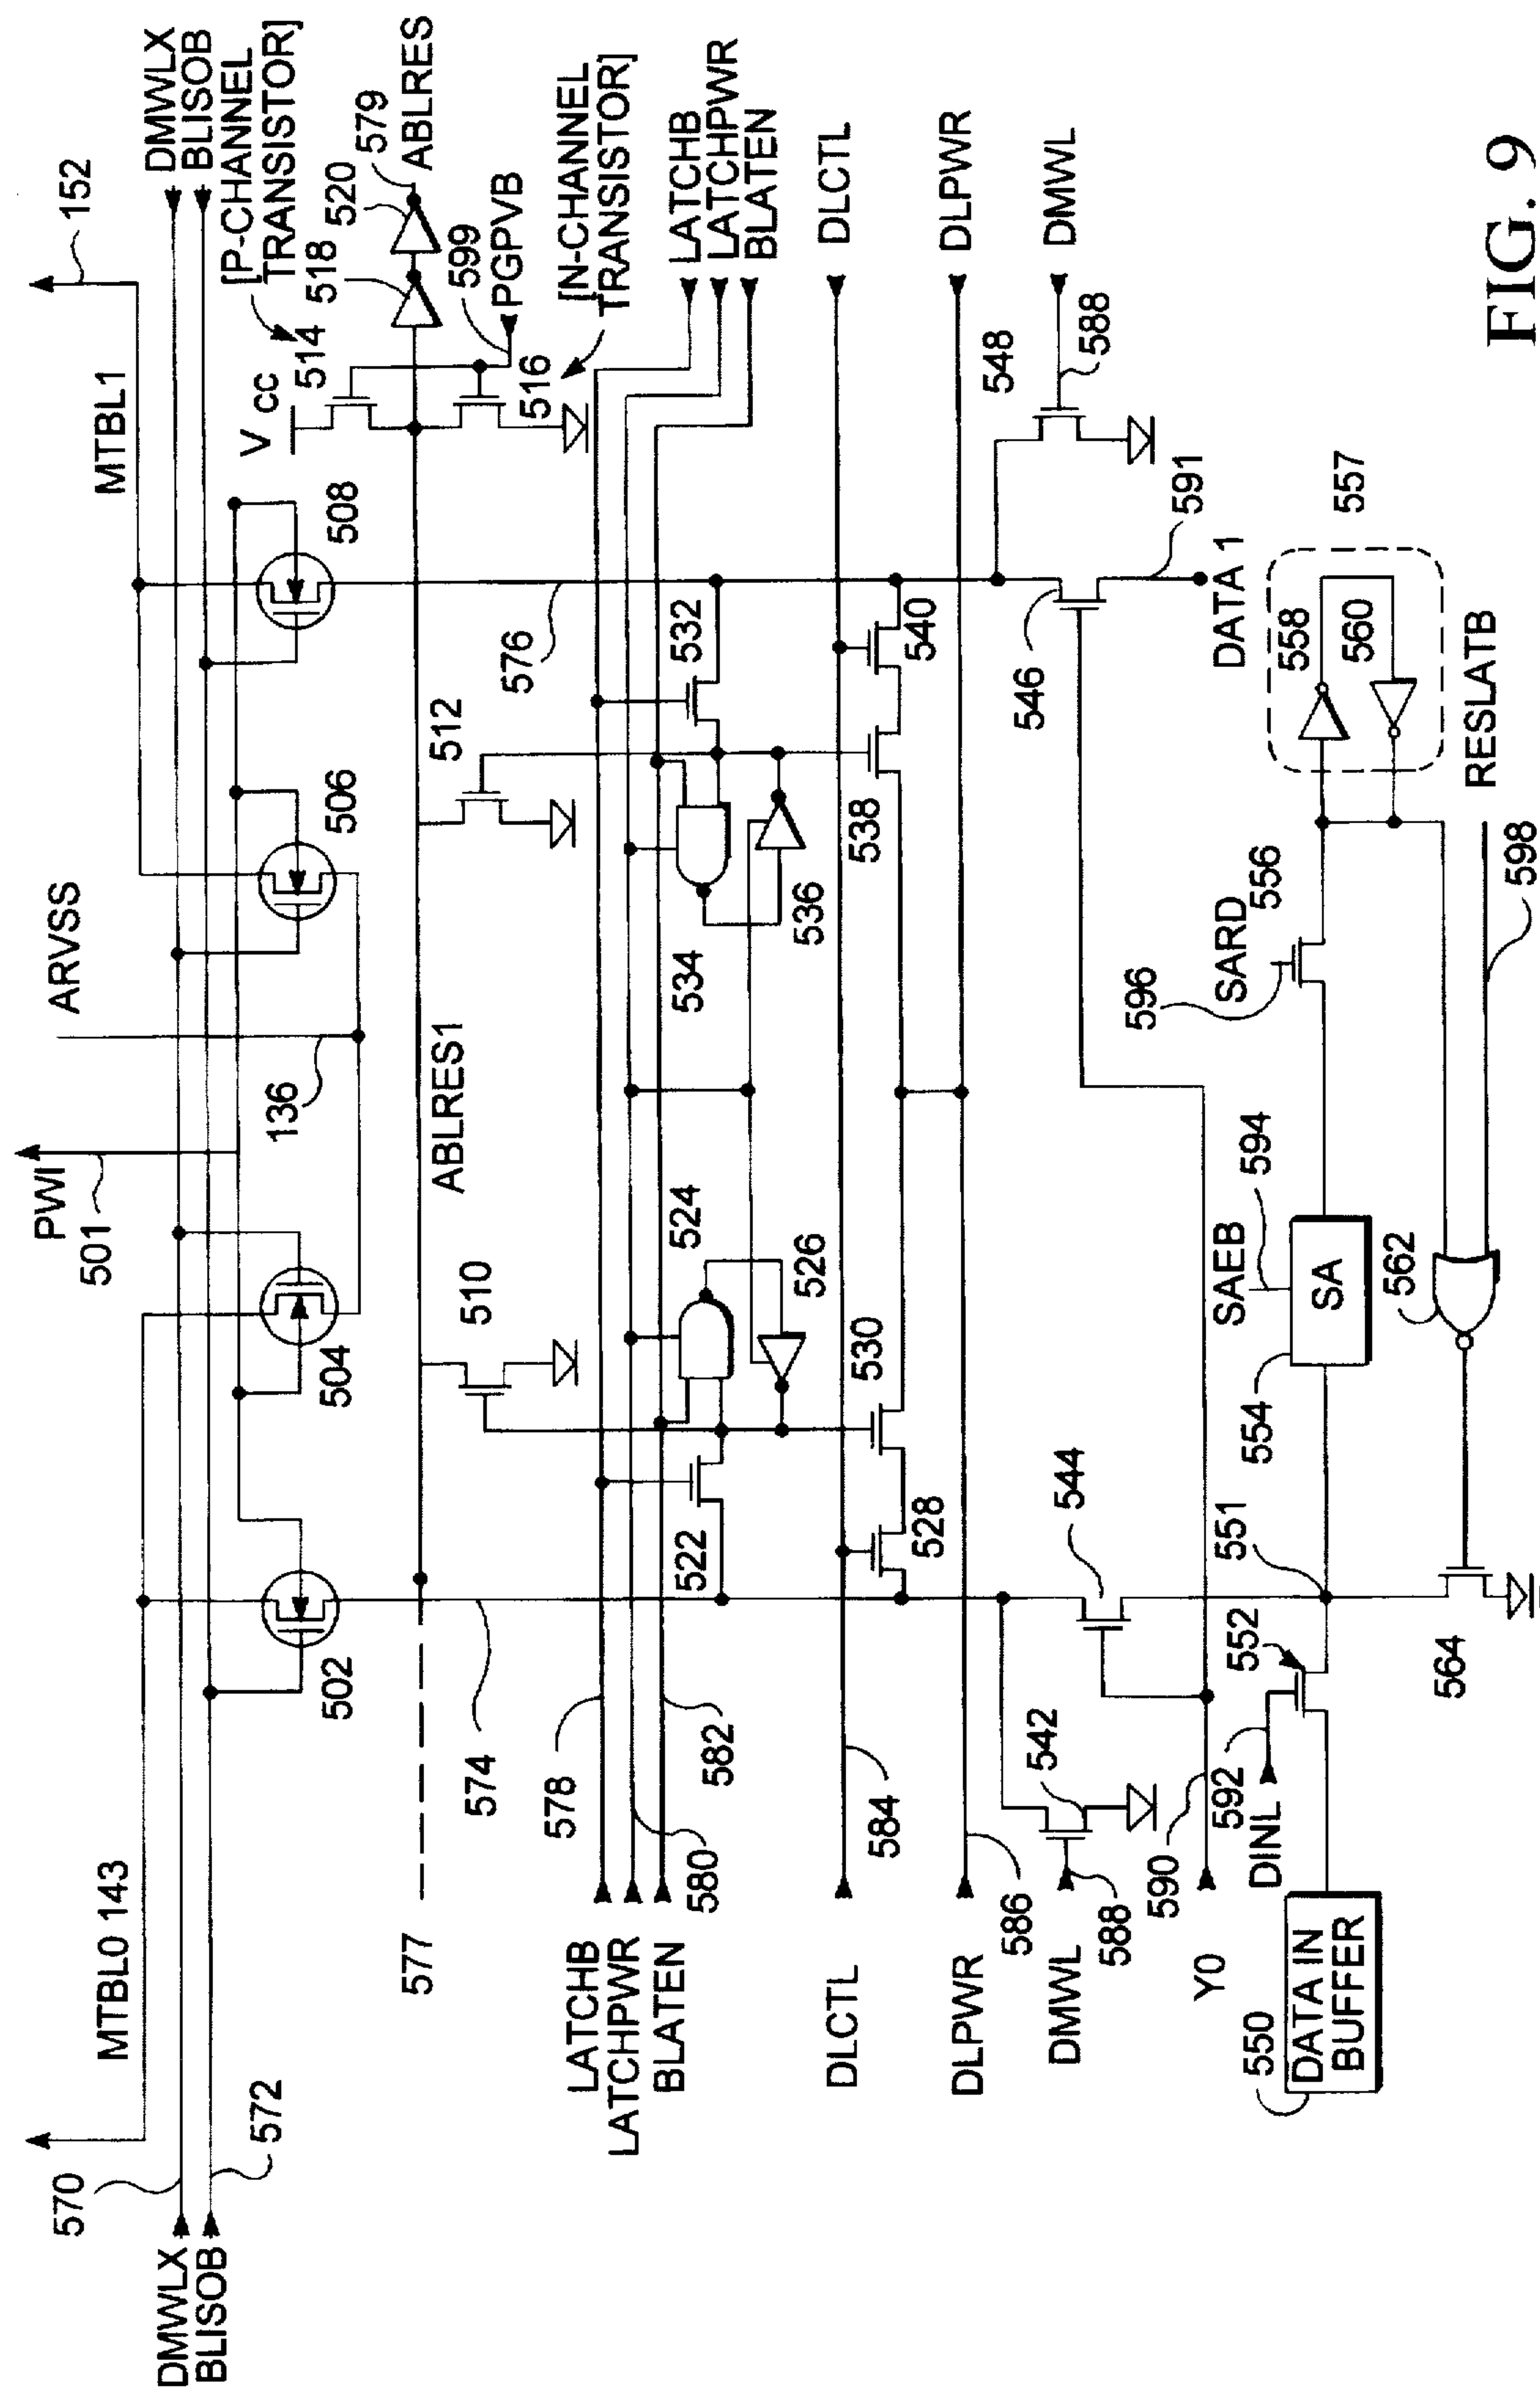 DMWLX
BLISOB
570
572
MTBL0 143
PWI
501
ARVSS
136
MTBL1
152
DMWLX
BLISOB
[P-CHANNEL
TRANSISTOR]
502
504
506
508
V CC
514
518
520
579
ABLRES
599
PGPVB
516
[N-CHANNEL
TRANSISTOR]
577
ABLRES1
574
510
512
576
LATCHB
LATCHPWR
BLATEN
578
580
582
522
524
526
534
536
532
LATCHB
LATCHPWR
BLATEN
DLCTL
584
528
530
538
540
DLCTL
DLPWR
586
DLPWR
DMWL
588
542
544
546
548
588
DMWL
Y0
590
591
DATA 1
550
DATA IN
BUFFER
DINL
592
552
551
554
SAEB
594
SA
596
SARD
556
558
560
557
564
562
598
RESLATB
FIG. 9